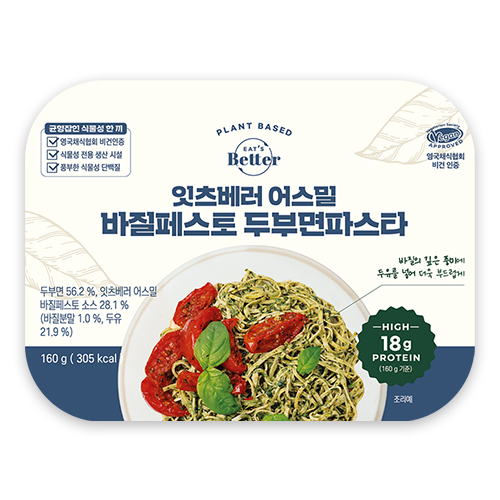 균형잡힌 식물성 한 끼
영국채식협회 비건인증
식물성 전용 생산 시설
풍부한 식물성 단백질
PLANT BASED
EAT'S
Better
Vegetarian Society
Vegan
APPROVED
영국채식협회
비건 인증
잇츠베러 어스밀
바질페스토 두부면파스타
바질의 깊은 풍미에
두유를 넣어 더욱 부드럽게
두부면 56.2 %, 잇츠베러 어스밀
바질페스토 소스 28.1 %
(바질분말 1.0 %, 두유
21.9 %)
160 g ( 305 kcal )
HIGH
18g
PROTEIN
(160 g 기준)
조리예